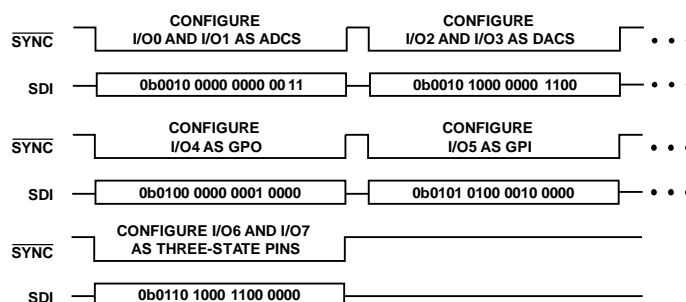 CONFIGURE
I/O0 AND I/O1 AS ADCS
CONFIGURE
I/O2 AND I/O3 AS DACS
SYNC
SDI
0b0010 0000 0000 0011
0b0010 1000 0000 1100
CONFIGURE
I/O4 AS GPO
CONFIGURE
I/O5 AS GPI
SYNC
SDI
0b0100 0000 0001 0000
0b0101 0100 0010 0000
CONFIGURE I/O6 AND I/O7
AS THREE-STATE PINS
SYNC
SDI
0b0110 1000 1100 0000